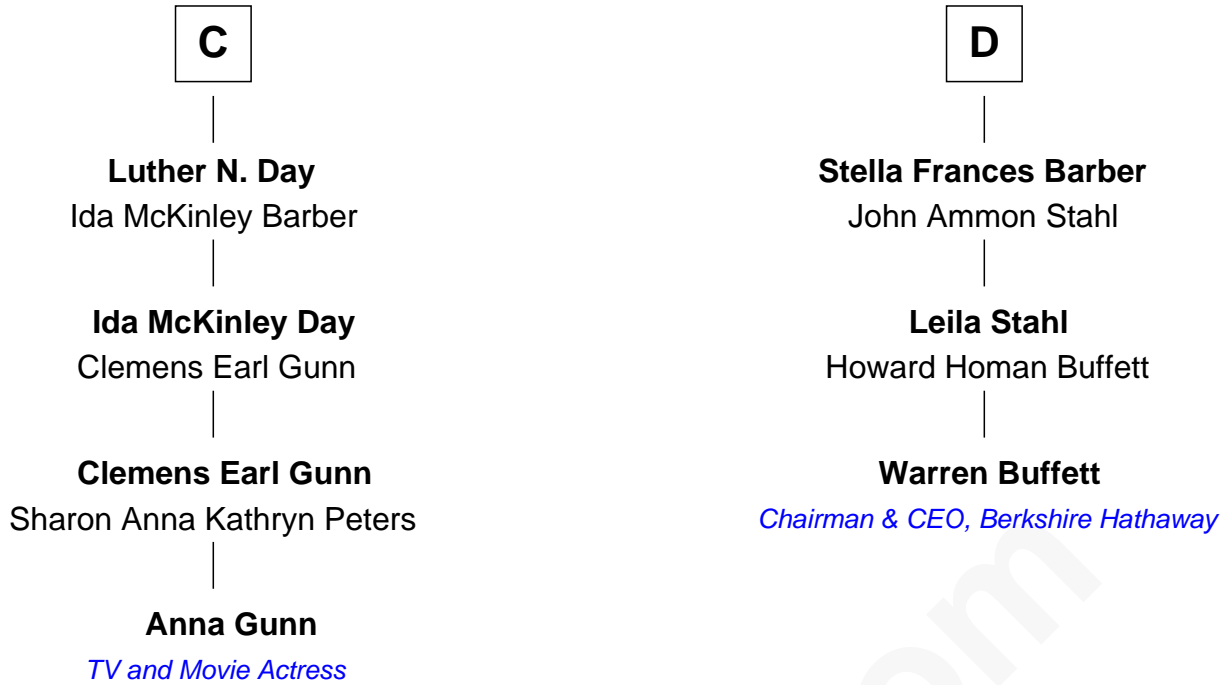 C
Luther N. Day
Ida McKinley Barber
Ida McKinley Day
Clemens Earl Gunn
Clemens Earl Gunn
Sharon Anna Kathryn Peters
Anna Gunn
TV and Movie Actress
D
Stella Frances Barber
John Ammon Stahl
Leila Stahl
Howard Homan Buffett
Warren Buffett
Chairman & CEO, Berkshire Hathaway
om